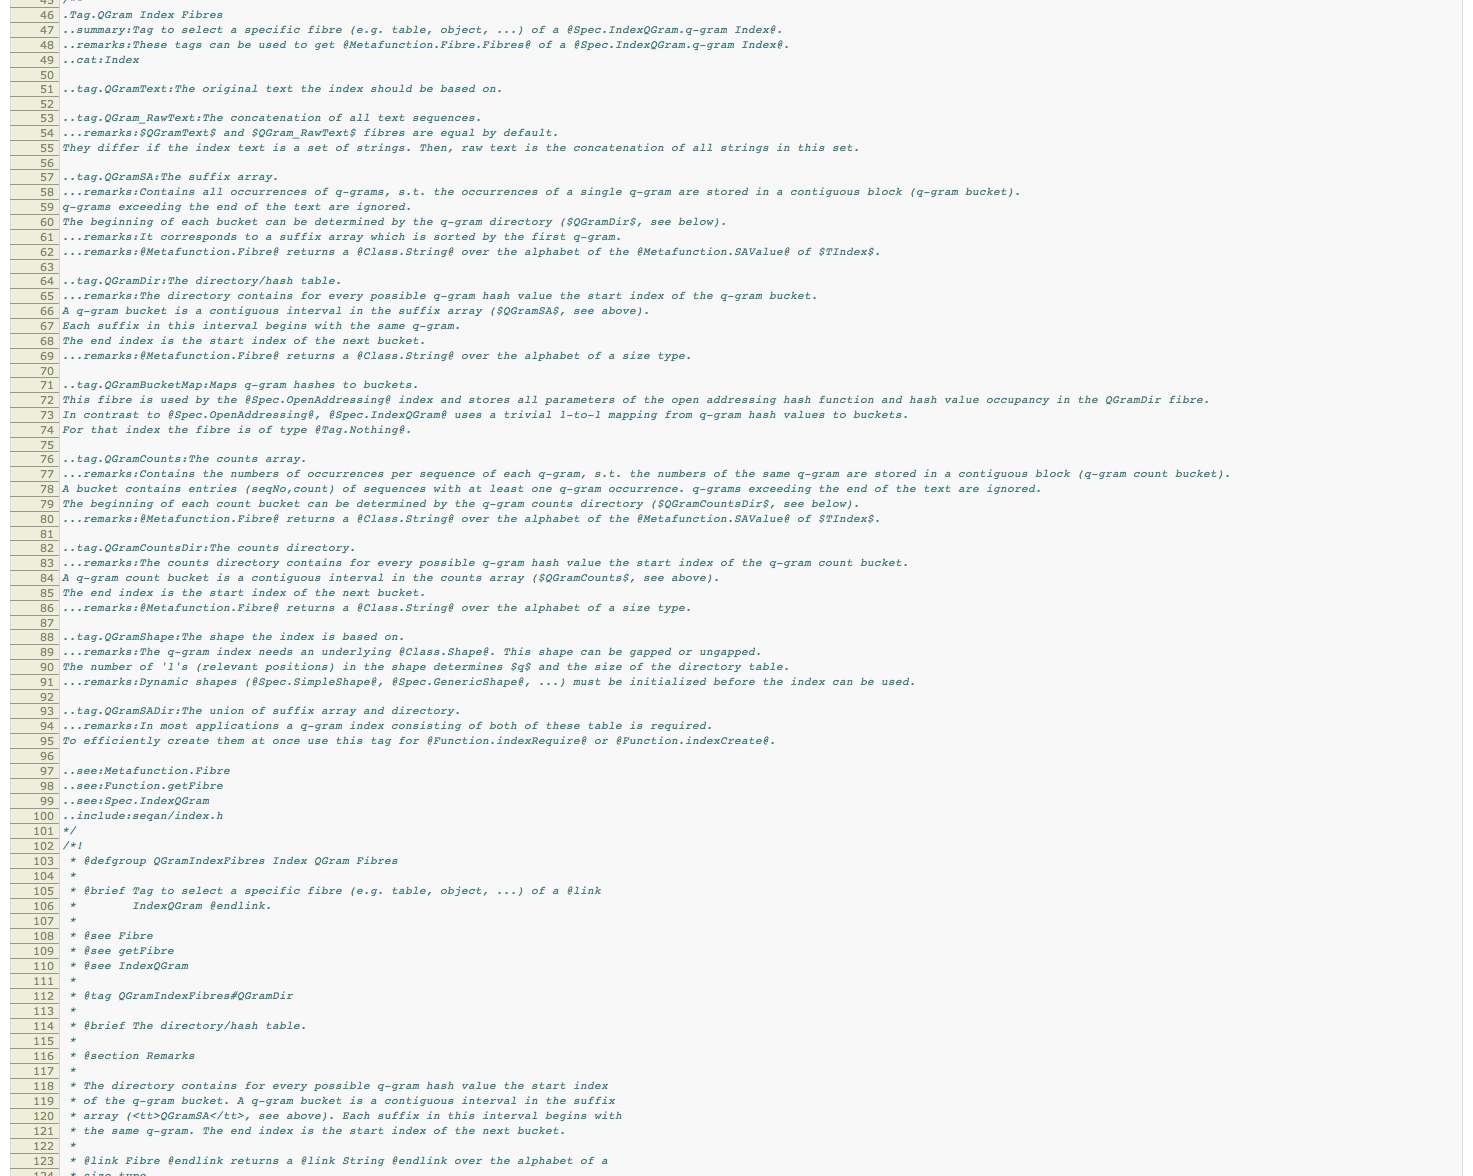 45 /**
46 .Tag.QGram Index Fibres
47 ..summary:Tag to select a specific fibre (e.g. table, object, ...) of a @Spec.IndexQGram.q-gram Index@.
48 ..remarks:These tags can be used to get @Metafunction.Fibre.Fibres@ of a @Spec.IndexQGram.q-gram Index@.
49 ..cat:Index
50
51 ..tag.QGramText:The original text the index should be based on.
52
53 ..tag.QGram_RawText:The concatenation of all text sequences.
54 ...remarks:$QGramText$ and $QGram_RawText$ fibres are equal by default.
55 They differ if the index text is a set of strings. Then, raw text is the concatenation of all strings in this set.
56
57 ..tag.QGramSA:The suffix array.
58 ...remarks:Contains all occurrences of q-grams, s.t. the occurrences of a single q-gram are stored in a contiguous block (q-gram bucket).
59 q-grams exceeding the end of the text are ignored.
60 The beginning of each bucket can be determined by the q-gram directory ($QGramDir$, see below).
61 ...remarks:It corresponds to a suffix array which is sorted by the first q-gram.
62 ...remarks:@Metafunction.Fibre@ returns a @Class.String@ over the alphabet of the @Metafunction.SAValue@ of $TIndex$.
63
64 ..tag.QGramDir:The directory/hash table.
65 ...remarks:The directory contains for every possible q-gram hash value the start index of the q-gram bucket.
66 A q-gram bucket is a contiguous interval in the suffix array ($QGramSA$, see above).
67 Each suffix in this interval begins with the same q-gram.
68 The end index is the start index of the next bucket.
69 ...remarks:@Metafunction.Fibre@ returns a @Class.String@ over the alphabet of a size type.
70
71 ..tag.QGramBucketMap:Maps q-gram hashes to buckets.
72 This fibre is used by the @Spec.OpenAddressing@ index and stores all parameters of the open addressing hash function and hash value occupancy in the QGramDir fibre.
73 In contrast to @Spec.OpenAddressing@, @Spec.IndexQGram@ uses a trivial 1-to-1 mapping from q-gram hash values to buckets.
74 For that index the fibre is of type @Tag.Nothing@.
75
76 ..tag.QGramCounts:The counts array.
77 ...remarks:Contains the numbers of occurrences per sequence of each q-gram, s.t. the numbers of the same q-gram are stored in a contiguous block (q-gram count bucket).
78 A bucket contains entries (seqNo,count) of sequences with at least one q-gram occurrence. q-grams exceeding the end of the text are ignored.
79 The beginning of each count bucket can be determined by the q-gram counts directory ($QGramCountsDir$, see below).
80 ...remarks:@Metafunction.Fibre@ returns a @Class.String@ over the alphabet of the @Metafunction.SAValue@ of $TIndex$.
81
82 ..tag.QGramCountsDir:The counts directory.
83 ...remarks:The counts directory contains for every possible q-gram hash value the start index of the q-gram count bucket.
84 A q-gram count bucket is a contiguous interval in the counts array ($QGramCounts$, see above).
85 The end index is the start index of the next bucket.
86 ...remarks:@Metafunction.Fibre@ returns a @Class.String@ over the alphabet of a size type.
87
88 ..tag.QGramShape:The shape the index is based on.
89 ...remarks:The q-gram index needs an underlying @Class.Shape@. This shape can be gapped or ungapped.
90 The number of '1's (relevant positions) in the shape determines $q$ and the size of the directory table.
91 ...remarks:Dynamic shapes (@Spec.SimpleShape@, @Spec.GenericShape@, ...) must be initialized before the index can be used.
92
93 ..tag.QGramSADir:The union of suffix array and directory.
94 ...remarks:In most applications a q-gram index consisting of both of these table is required.
95 To efficiently create them at once use this tag for @Function.indexRequire@ or @Function.indexCreate@.
96
97 ..see:Metafunction.Fibre
98 ..see:Function.getFibre
99 ..see:Spec.IndexQGram
100 ..include:seqan/index.h
101 */
102 /*!
103 * @defgroup QGramIndexFibres Index QGram Fibres
104 *
105 * @brief Tag to select a specific fibre (e.g. table, object, ...) of a @link
106 * IndexQGram @endlink.
107 *
108 * @see Fibre
109 * @see getFibre
110 * @see IndexQGram
111 *
112 * @tag QGramIndexFibres#QGramDir
113 *
114 * @brief The directory/hash table.
115 *
116 * @section Remarks
117 *
118 * The directory contains for every possible q-gram hash value the start index
119 * of the q-gram bucket. A q-gram bucket is a contiguous interval in the suffix
120 * array (<tt>QGramSA</tt>, see above). Each suffix in this interval begins with
121 * the same q-gram. The end index is the start index of the next bucket.
122 *
123 * @link Fibre @endlink returns a @link String @endlink over the alphabet of a
124 * size type.